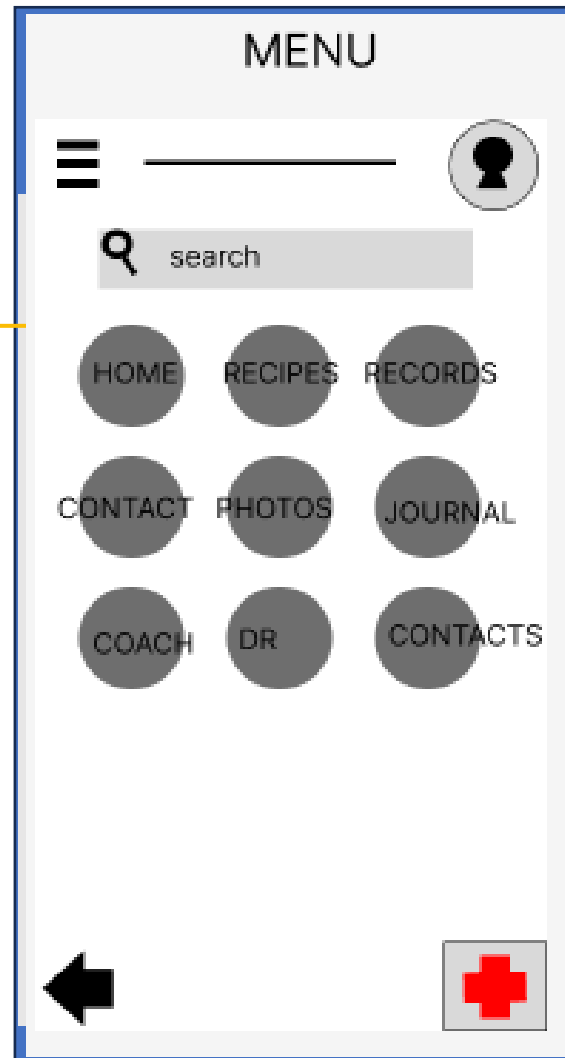 MENU
search
HOME RECIPES RECORDS
CONTACT PHOTOS JOURNAL
COACH DR CONTACTS